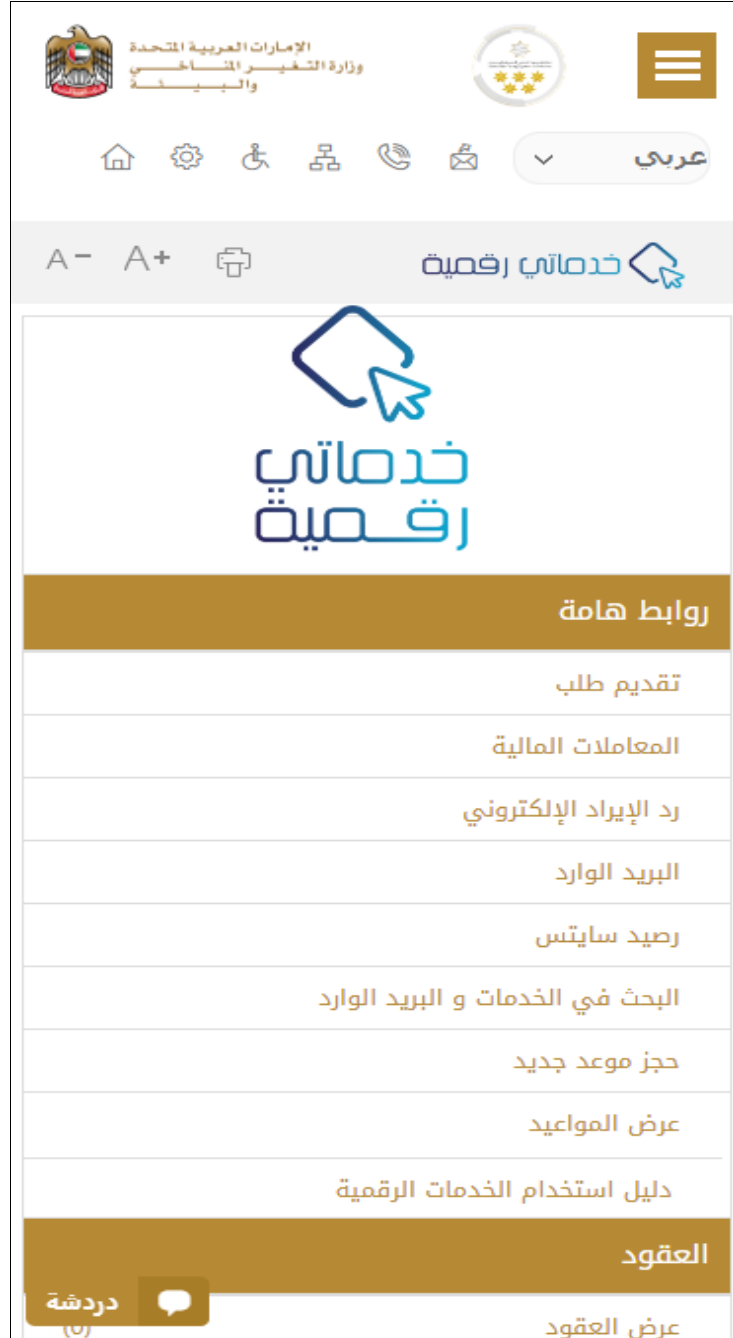 الإمارات العربية المتحدة
وزارة التغيير المناخي
والبيئة
عربي
خدماتي رقمية
A+
A-
خدماتي
رقمية
روابط هامة
تقديم طلب
المعاملات المالية
رد الإيراد الإلكتروني
البريد الوارد
رصيد سايتس
البحث في الخدمات و البريد الوارد
حجز موعد جديد
عرض المواعيد
دليل استخدام الخدمات الرقمية
العقود
دردشة
عرض العقود
(0)